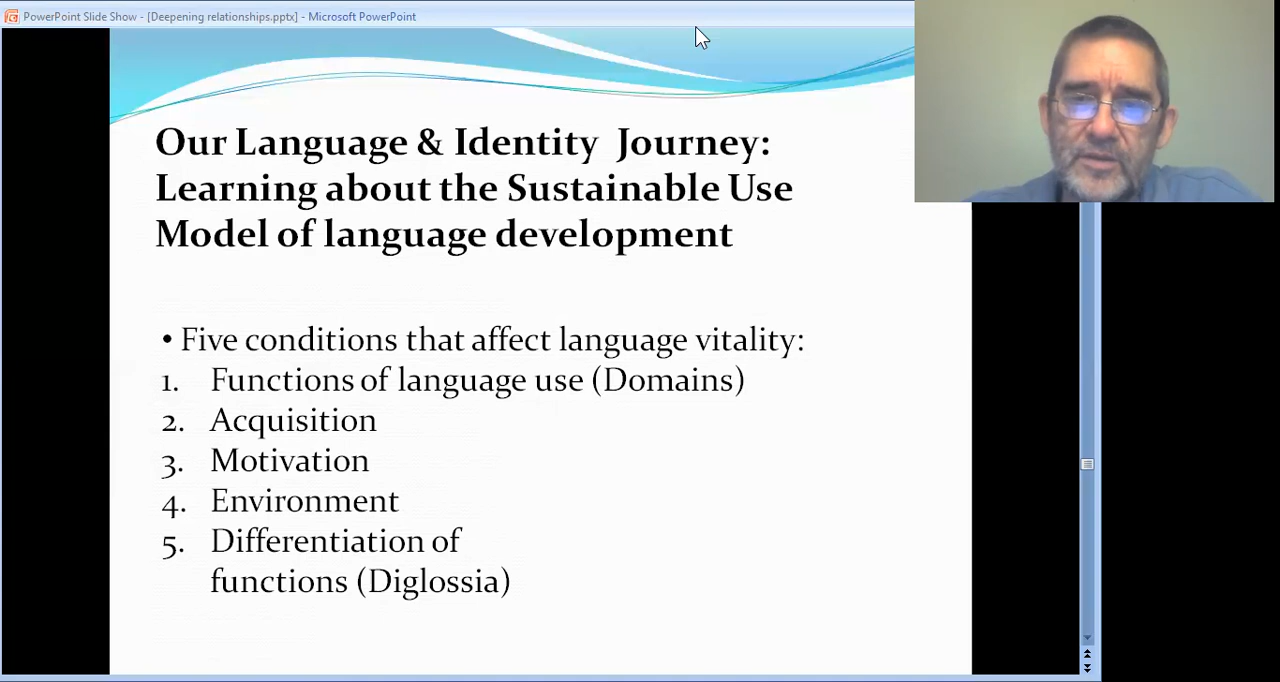 PowerPoint Slide Show - [Deepening relationships.pptx] - Microsoft PowerPoint
Our Language & Identity Journey:
Learning about the Sustainable Use
Model of language development
• Five conditions that affect language vitality:
1. Functions of language use (Domains)
2. Acquisition
3. Motivation
4. Environment
5. Differentiation of
functions (Diglossia)